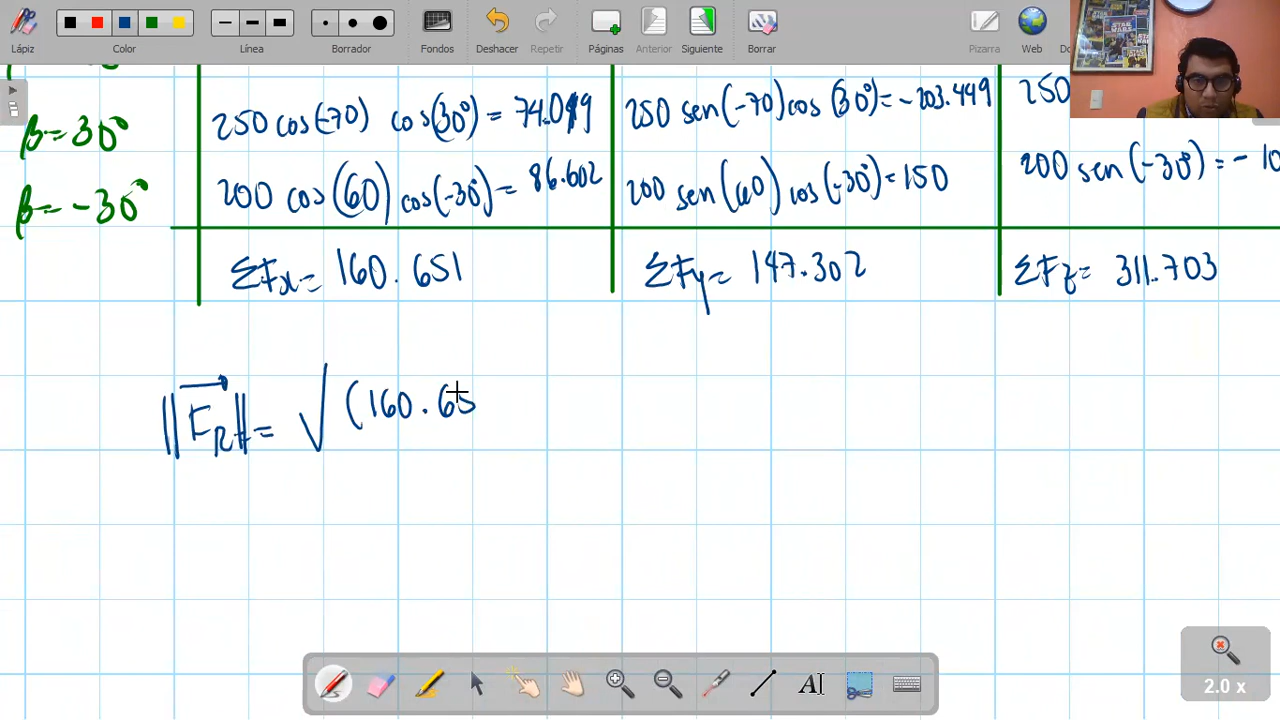 Lápiz Color Línea Borrador Fondos Deshacer Repetir Páginas Anterior Siguiente Borrar Pizarra Web
β=30°
β=-30°
250 cos(-70) cos(30°) = 74.049
200 cos(60) cos(-30°) = 86.602
ΣFx= 160.651
250 sen(-70)cos(30°)= -203.449
200 sen(60) cos(-30°)=150
ΣFy= 147.302
250
200 sen(-30°) = - 10
ΣFz= 311.703
||F_R||= √(160.65
2.0 x